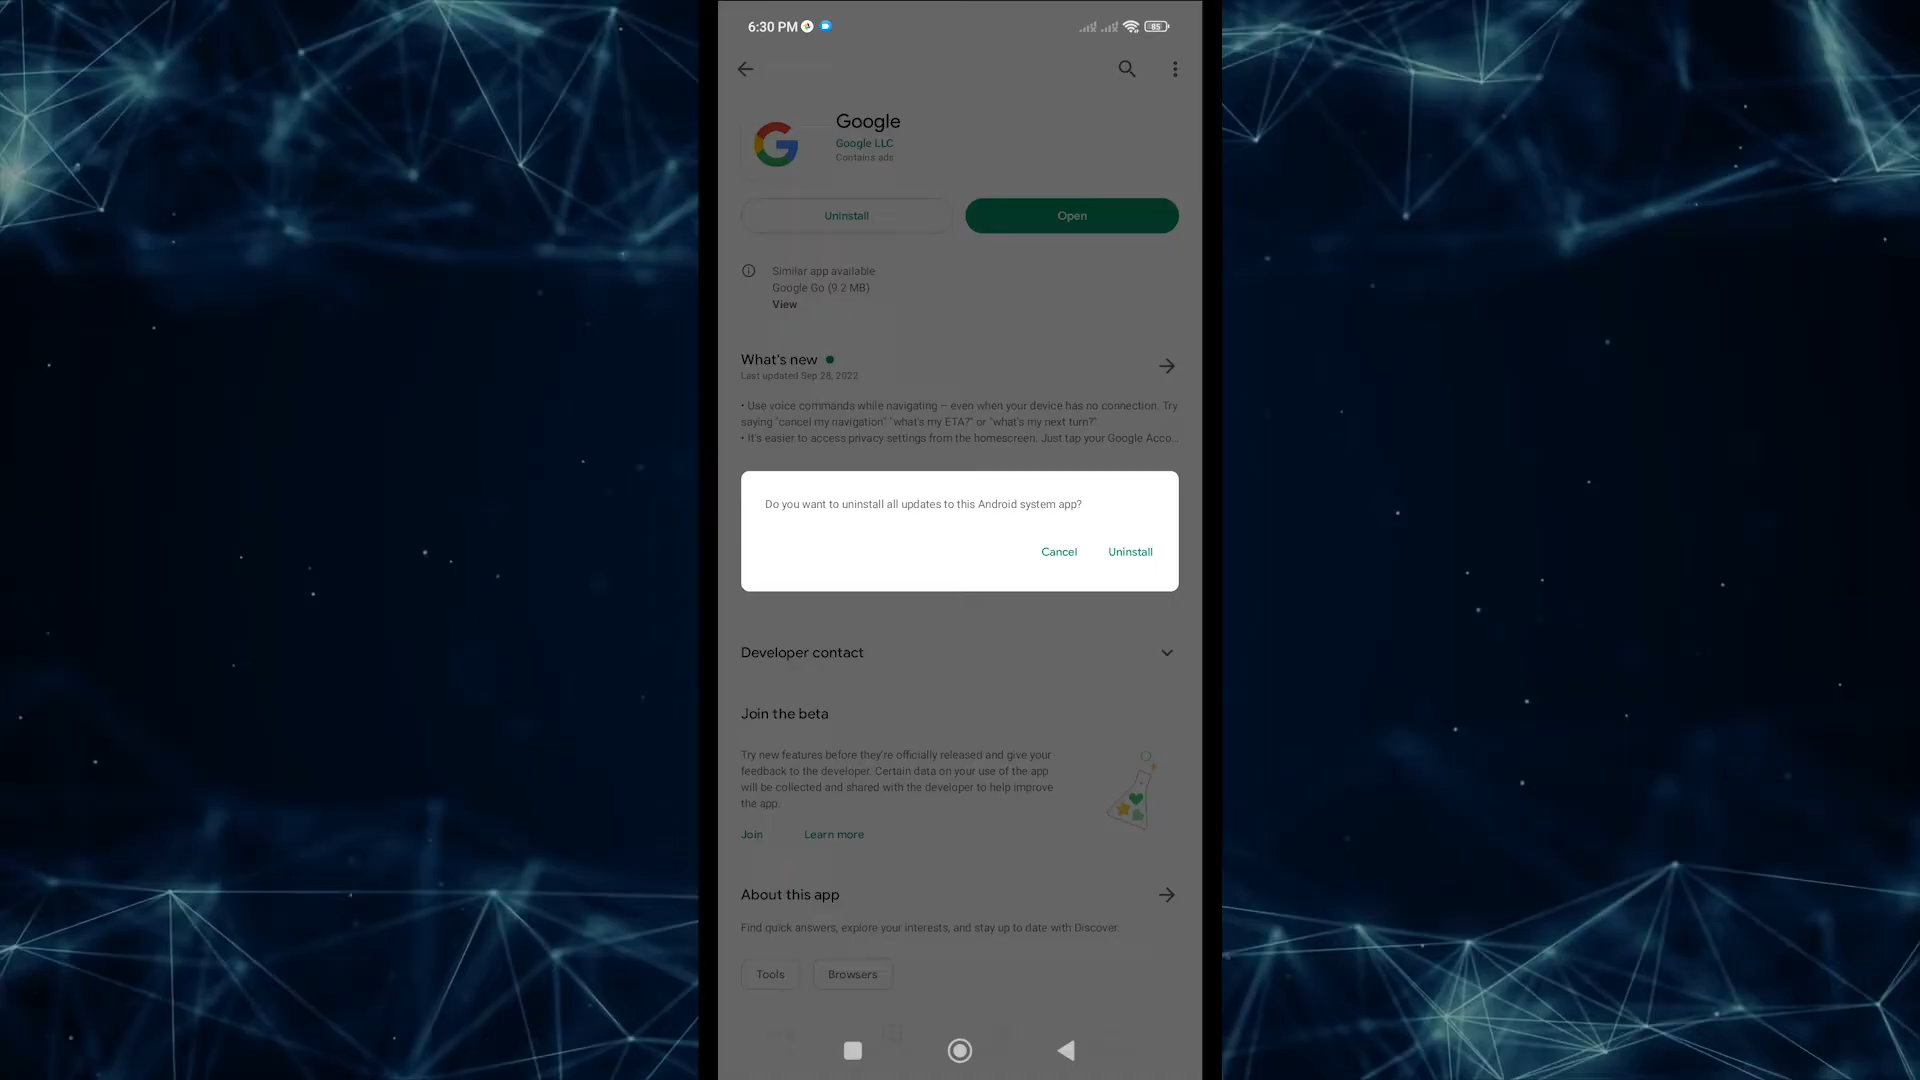 6:30 PM
85
Google
Google LLC
Contains ads
Uninstall
Open
Similar app available
Google Go (9.2 MB)
View
What's new
Last updated Sep 28, 2022
• Use voice commands while navigating – even when your device has no connection. Try
saying "cancel my navigation" "what's my ETA?" or "what's my next turn?"
• It's easier to access privacy settings from the homescreen. Just tap your Google Acco...
Do you want to uninstall all updates to this Android system app?
Cancel
Uninstall
Developer contact
Join the beta
Try new features before they're officially released and give your
feedback to the developer. Certain data on your use of the app
will be collected and shared with the developer to help improve
the app.
Join
Learn more
About this app
Find quick answers, explore your interests, and stay up to date with Discover.
Tools
Browsers